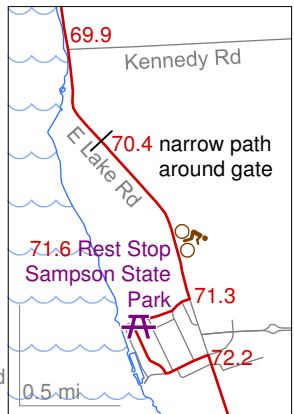 69.9
Kennedy Rd
70.4 narrow path
around gate
E Lake Rd
71.6 Rest Stop
Sampson State
Park
71.3
72.2
d
0.5 mi